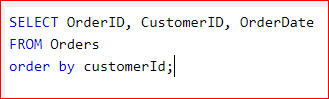 SELECT OrderID, CustomerID, OrderDate
FROM Orders
order by customerId;